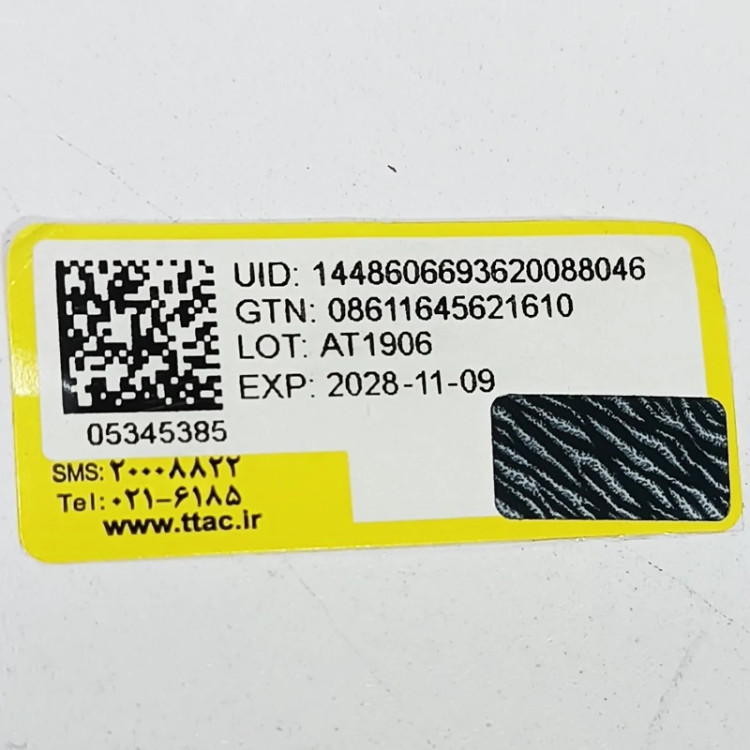 UID: 1448606693620088046
GTN: 08611645621610
LOT: AT1906
EXP: 2028-11-09
05345385
SMS: ۲۰۰۰۸۸۲۲
Tel: ۰۲۱-۶۱۸۵
www.ttac.ir